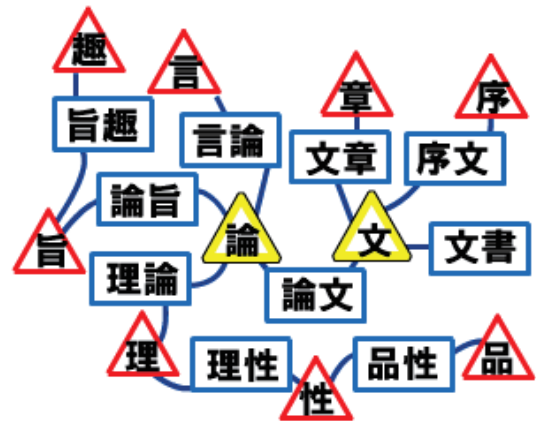 趣
言
章
序
旨趣
言論
文章
序文
論旨
旨
論
文
文書
理論
論文
理
理性
品性
品
性